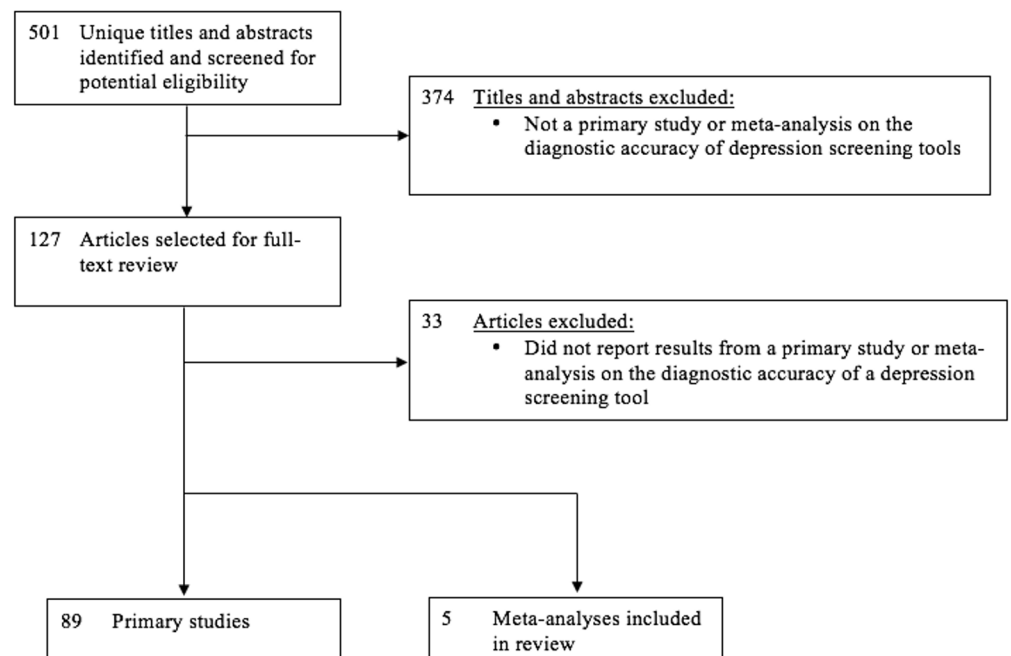 501 Unique titles and abstracts
identified and screened for
potential eligibility
374 Titles and abstracts excluded:
• Not a primary study or meta-analysis on the
diagnostic accuracy of depression screening tools
127 Articles selected for full-
text review
33 Articles excluded:
• Did not report results from a primary study or meta-
analysis on the diagnostic accuracy of a depression
screening tool
89 Primary studies
5 Meta-analyses included
in review